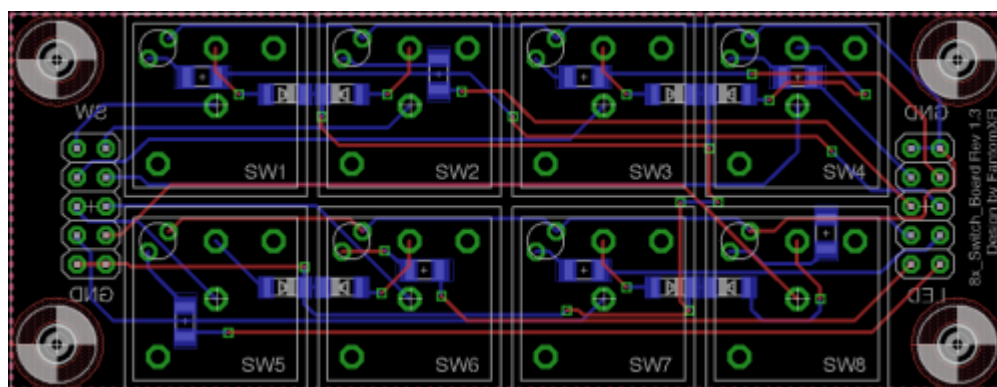 SW
GND
SW1
SW2
SW3
SW4
GND
LED
SW5
SW6
SW7
SW8
8x_Switch_Board Rev 1.3
Design by FantomXR